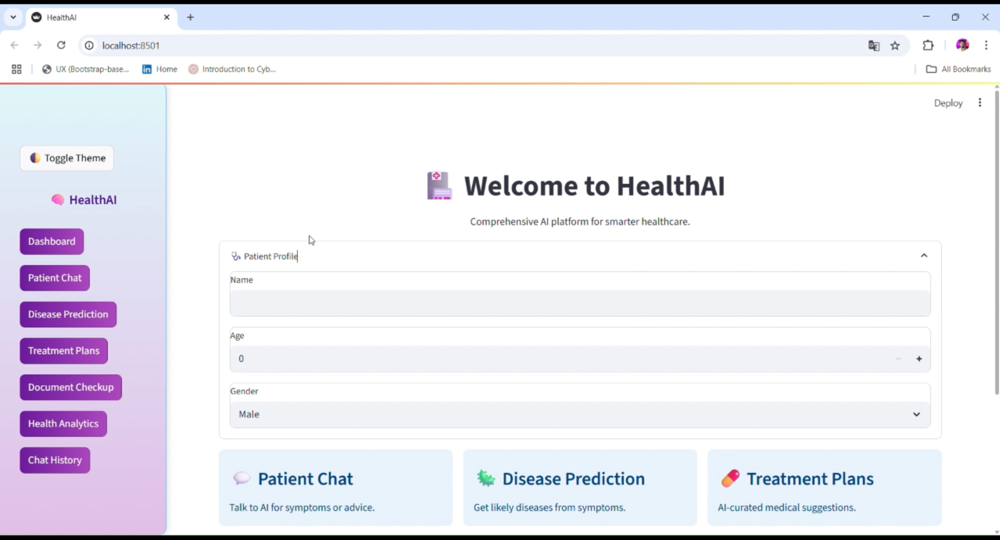 HealthAI
localhost:8501
UX (Bootstrap-base...
Home
Introduction to Cyb...
All Bookmarks
Deploy
Toggle Theme
HealthAI
Dashboard
Patient Chat
Disease Prediction
Treatment Plans
Document Checkup
Health Analytics
Chat History
Welcome to HealthAI
Comprehensive AI platform for smarter healthcare.
Patient Profile
Name
Age
0
Gender
Male
Patient Chat
Talk to AI for symptoms or advice.
Disease Prediction
Get likely diseases from symptoms.
Treatment Plans
AI-curated medical suggestions.